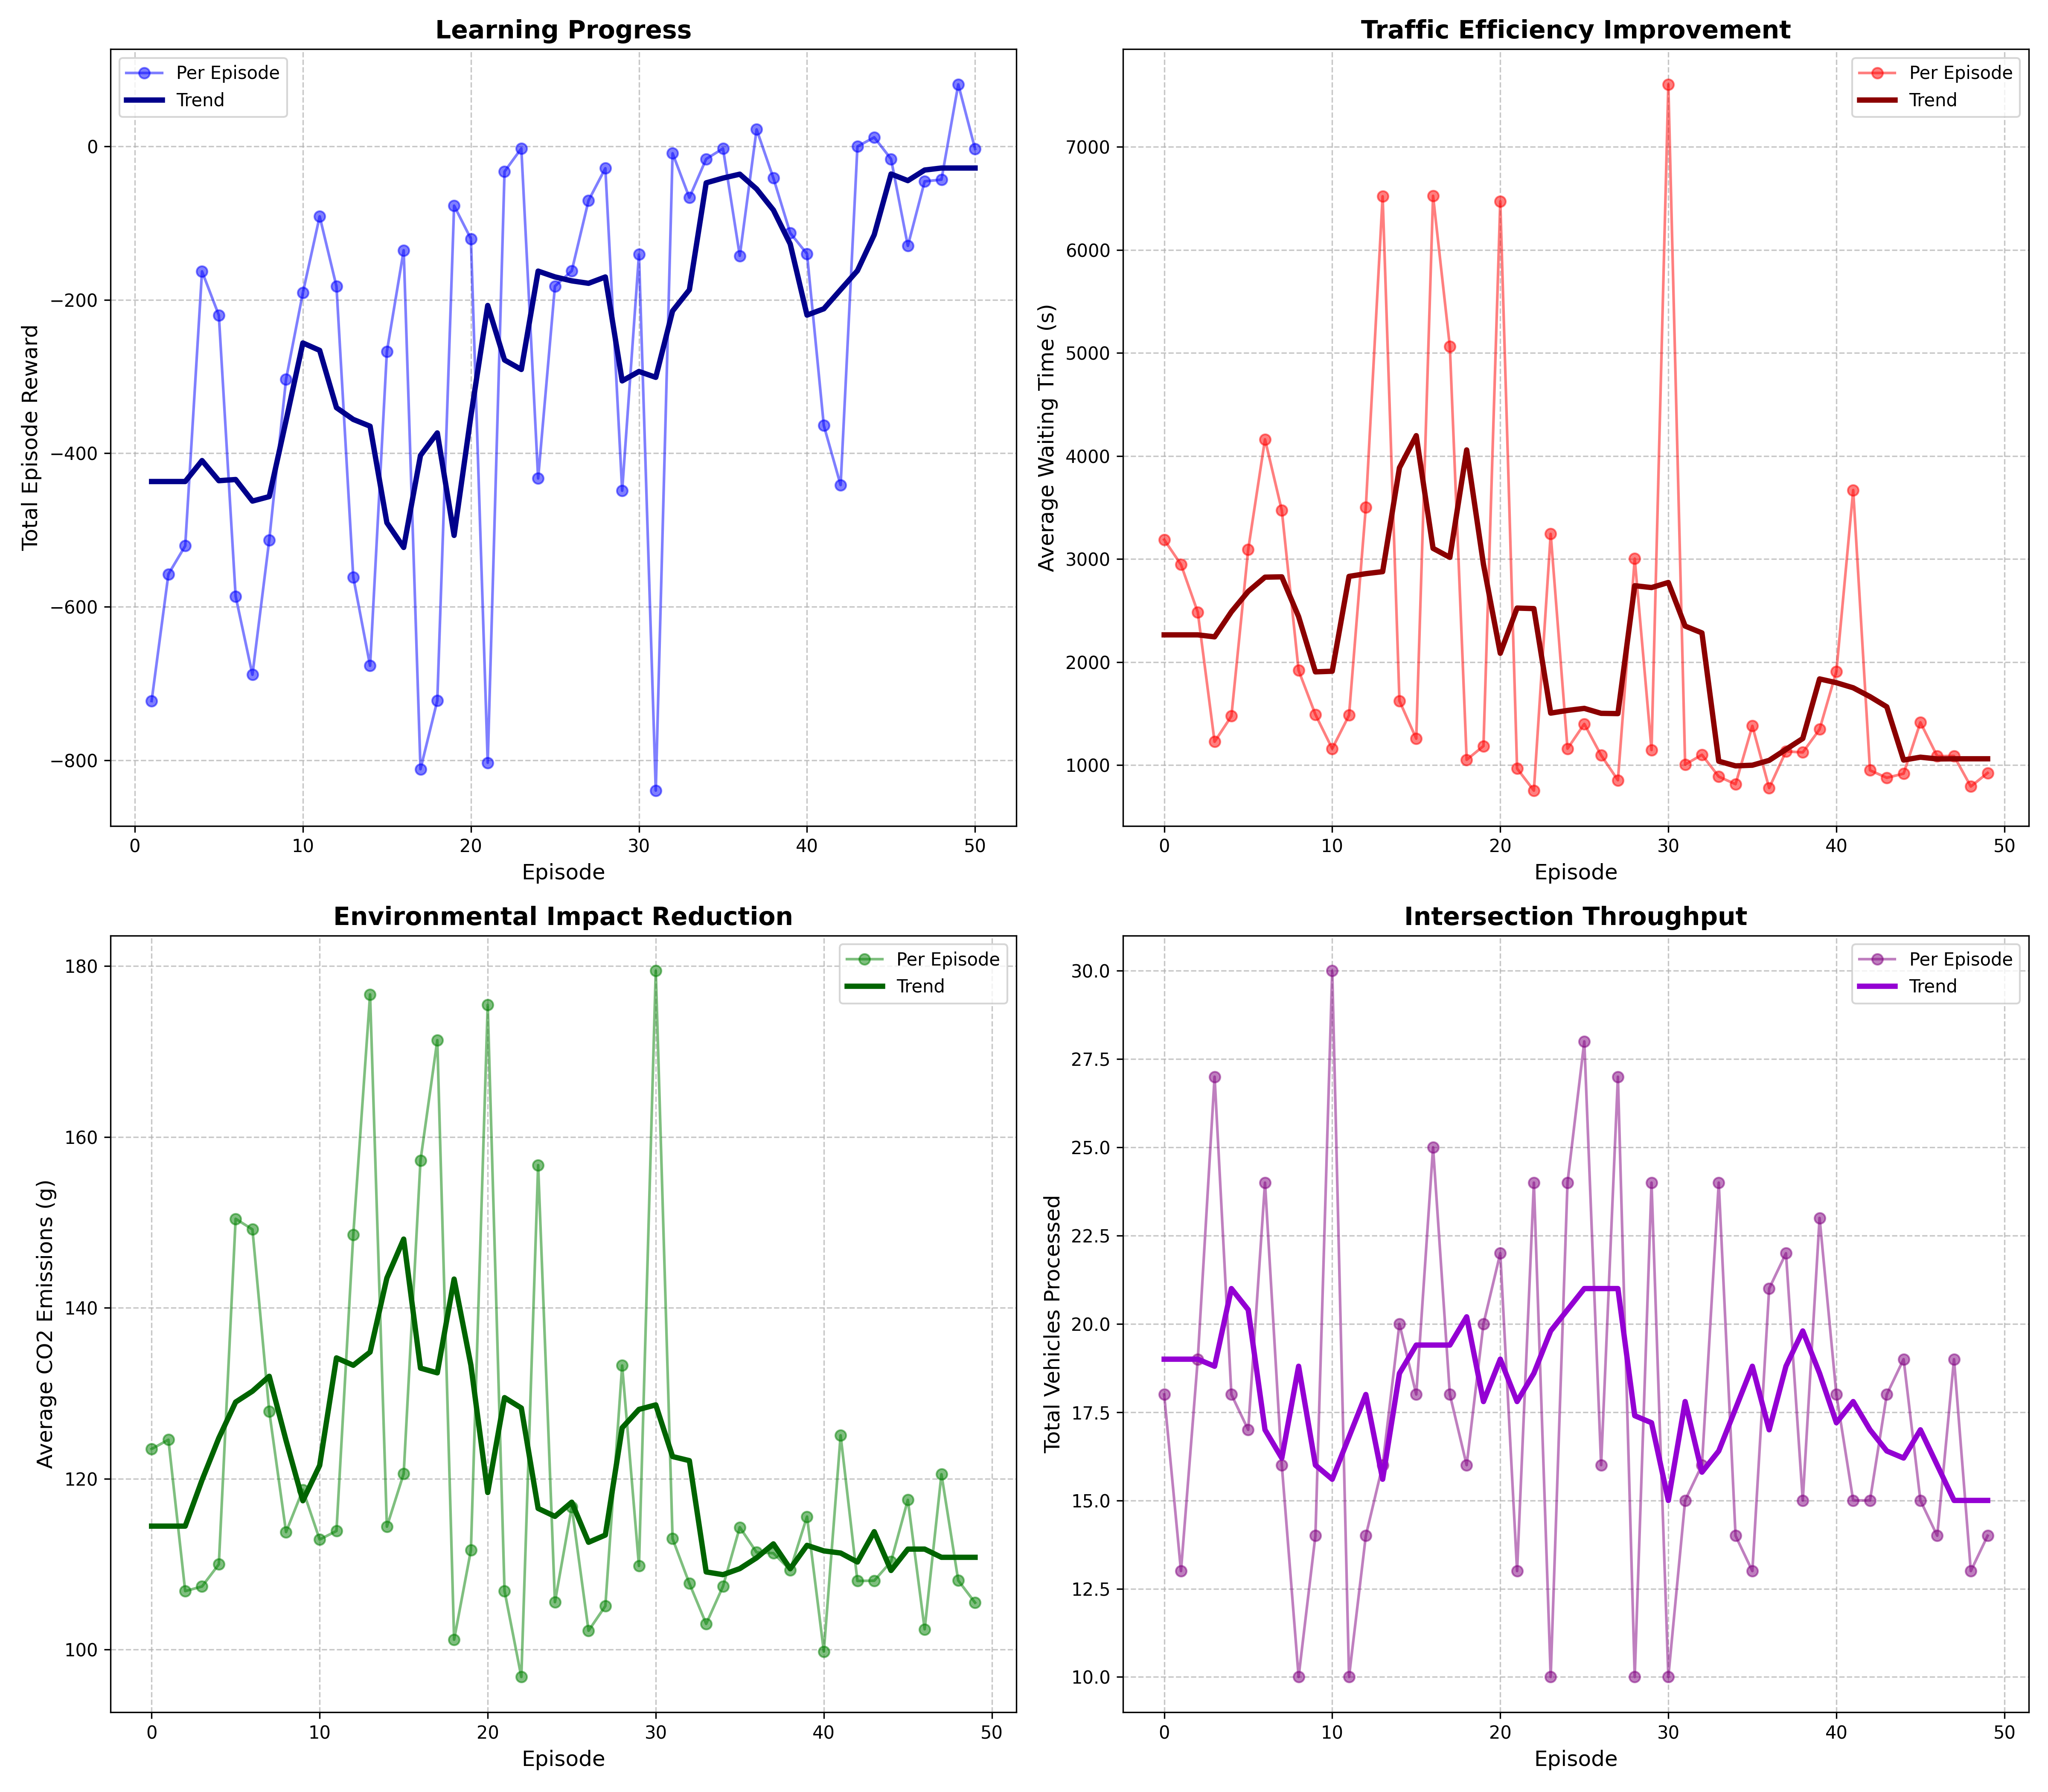 Learning Progress
Per Episode
Trend
0
−200
−400
−600
−800
Total Episode Reward
0 10 20 30 40 50
Episode
Traffic Efficiency Improvement
Per Episode
Trend
7000
6000
5000
4000
3000
2000
1000
Average Waiting Time (s)
0 10 20 30 40 50
Episode
Environmental Impact Reduction
Per Episode
Trend
180
160
140
120
100
Average CO2 Emissions (g)
0 10 20 30 40 50
Episode
Intersection Throughput
Per Episode
Trend
30.0
27.5
25.0
22.5
20.0
17.5
15.0
12.5
10.0
Total Vehicles Processed
0 10 20 30 40 50
Episode